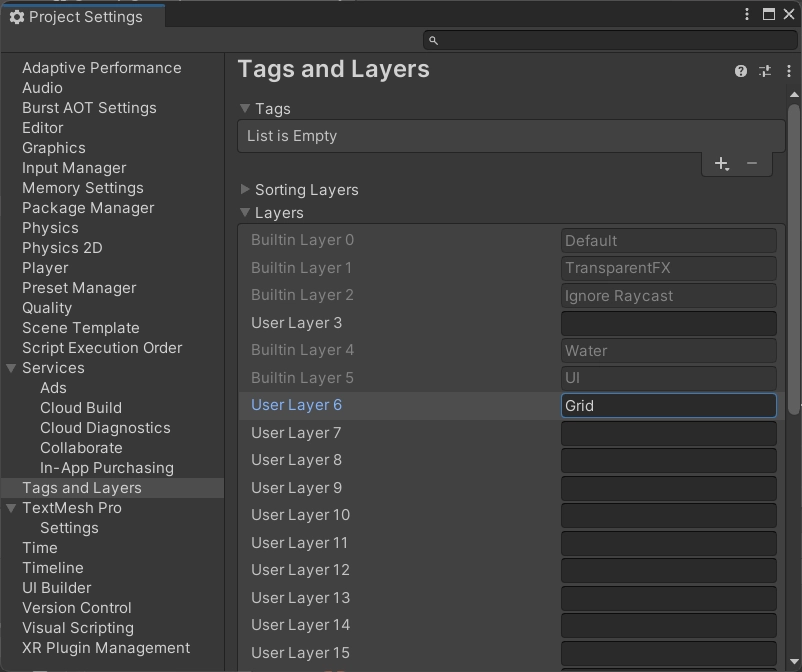 Project Settings
Adaptive Performance
Audio
Burst AOT Settings
Editor
Graphics
Input Manager
Memory Settings
Package Manager
Physics
Physics 2D
Player
Preset Manager
Quality
Scene Template
Script Execution Order
Services
Ads
Cloud Build
Cloud Diagnostics
Collaborate
In-App Purchasing
Tags and Layers
TextMesh Pro
Settings
Time
Timeline
UI Builder
Version Control
Visual Scripting
XR Plugin Management
Tags and Layers
Tags
List is Empty
Sorting Layers
Layers
Builtin Layer 0 Default
Builtin Layer 1 TransparentFX
Builtin Layer 2 Ignore Raycast
User Layer 3
Builtin Layer 4 Water
Builtin Layer 5 UI
User Layer 6 Grid
User Layer 7
User Layer 8
User Layer 9
User Layer 10
User Layer 11
User Layer 12
User Layer 13
User Layer 14
User Layer 15